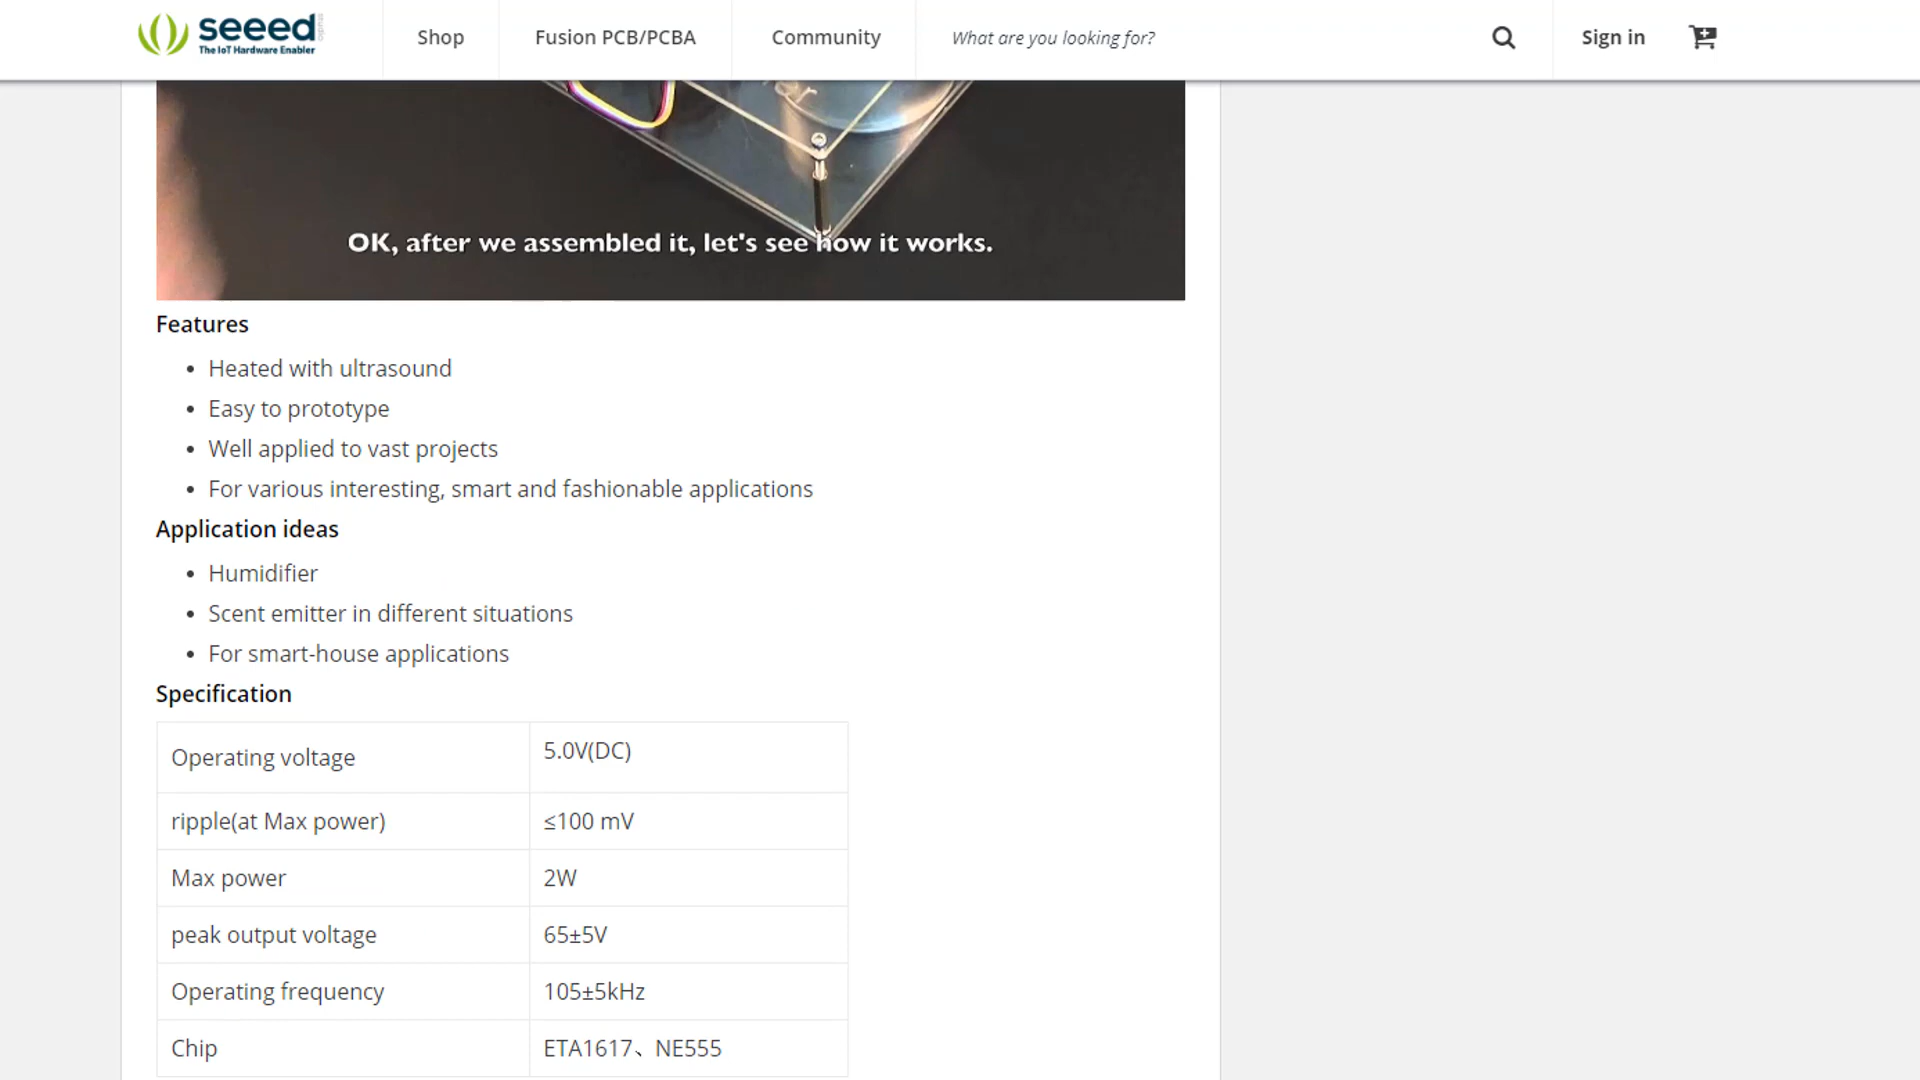 seeed
The IoT Hardware Enabler
Shop
Fusion PCB/PCBA
Community
What are you looking for?
Sign in
OK, after we assembled it, let's see how it works.
Features
• Heated with ultrasound
• Easy to prototype
• Well applied to vast projects
• For various interesting, smart and fashionable applications
Application ideas
• Humidifier
• Scent emitter in different situations
• For smart-house applications
Specification
Operating voltage 5.0V(DC)
ripple(at Max power) ≤100 mV
Max power 2W
peak output voltage 65±5V
Operating frequency 105±5kHz
Chip ETA1617、NE555